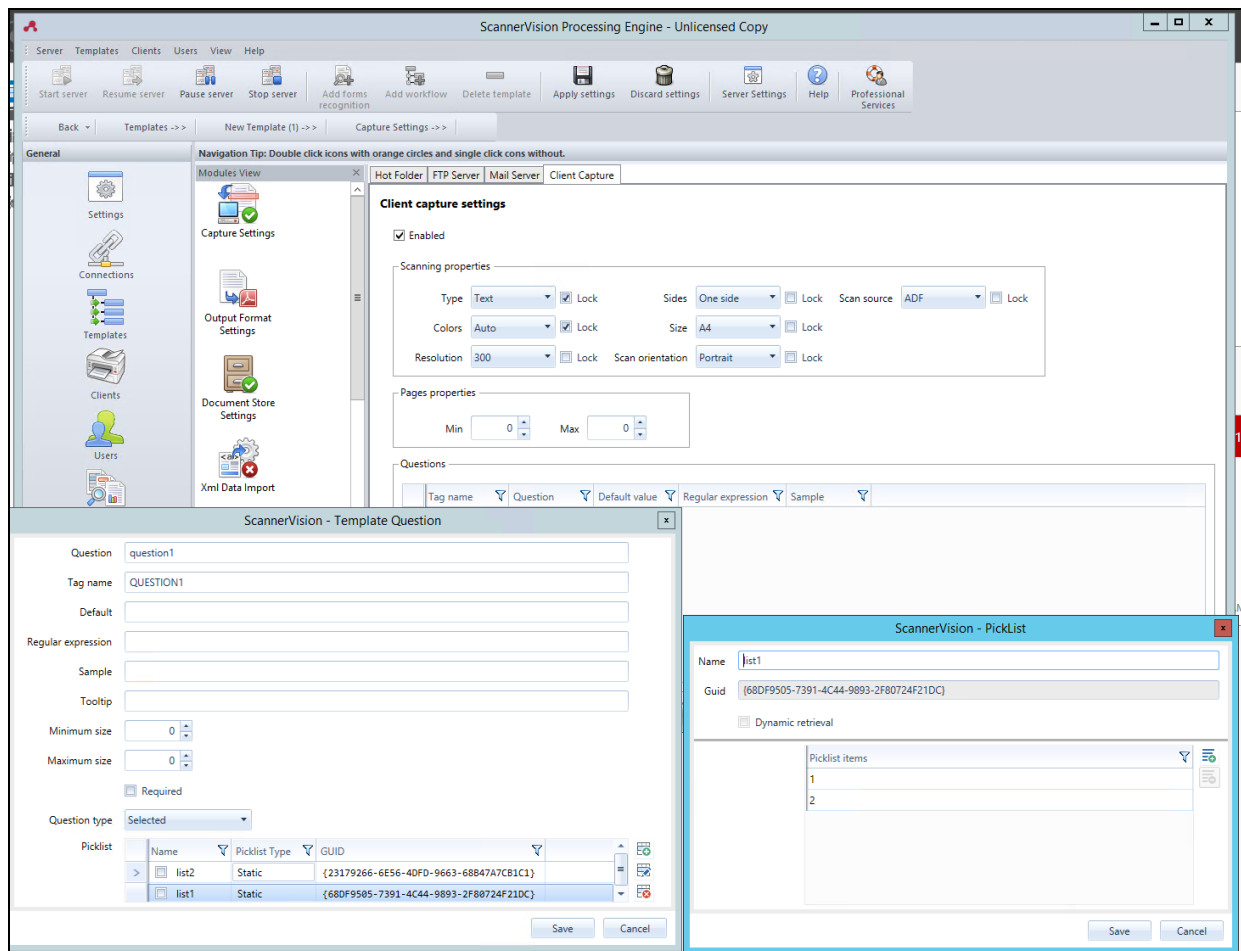 ScannerVision Processing Engine - Unlicensed Copy
Server Templates Clients Users View Help
Start server Resume server Pause server Stop server Add forms recognition Add workflow Delete template Apply settings Discard settings Server Settings Help Professional Services
Back Templates ->> New Template (1) ->> Capture Settings ->>
General
Settings
Connections
Templates
Clients
Users
Navigation Tip: Double click icons with orange circles and single click cons without.
Modules View
Capture Settings
Output Format
Settings
Document Store
Settings
Xml Data Import
Hot Folder FTP Server Mail Server Client Capture
Client capture settings
Enabled
Scanning properties
Type Text Lock Sides One side Lock Scan source ADF Lock
Colors Auto Lock Size A4 Lock
Resolution 300 Lock Scan orientation Portrait Lock
Pages properties
Min 0 Max 0
Questions
Tag name Question Default value Regular expression Sample
ScannerVision - Template Question
Question question1
Tag name QUESTION1
Default
Regular expression
Sample
Tooltip
Minimum size 0
Maximum size 0
Required
Question type Selected
Picklist Name Picklist Type GUID
list2 Static {23179266-6E56-4DFD-9663-68B47A7CB1C1}
list1 Static {68DF9505-7391-4C44-9893-2F80724F21DC}
Save Cancel
ScannerVision - PickList
Name list1
Guid {68DF9505-7391-4C44-9893-2F80724F21DC}
Dynamic retrieval
Picklist items
1
2
Save Cancel